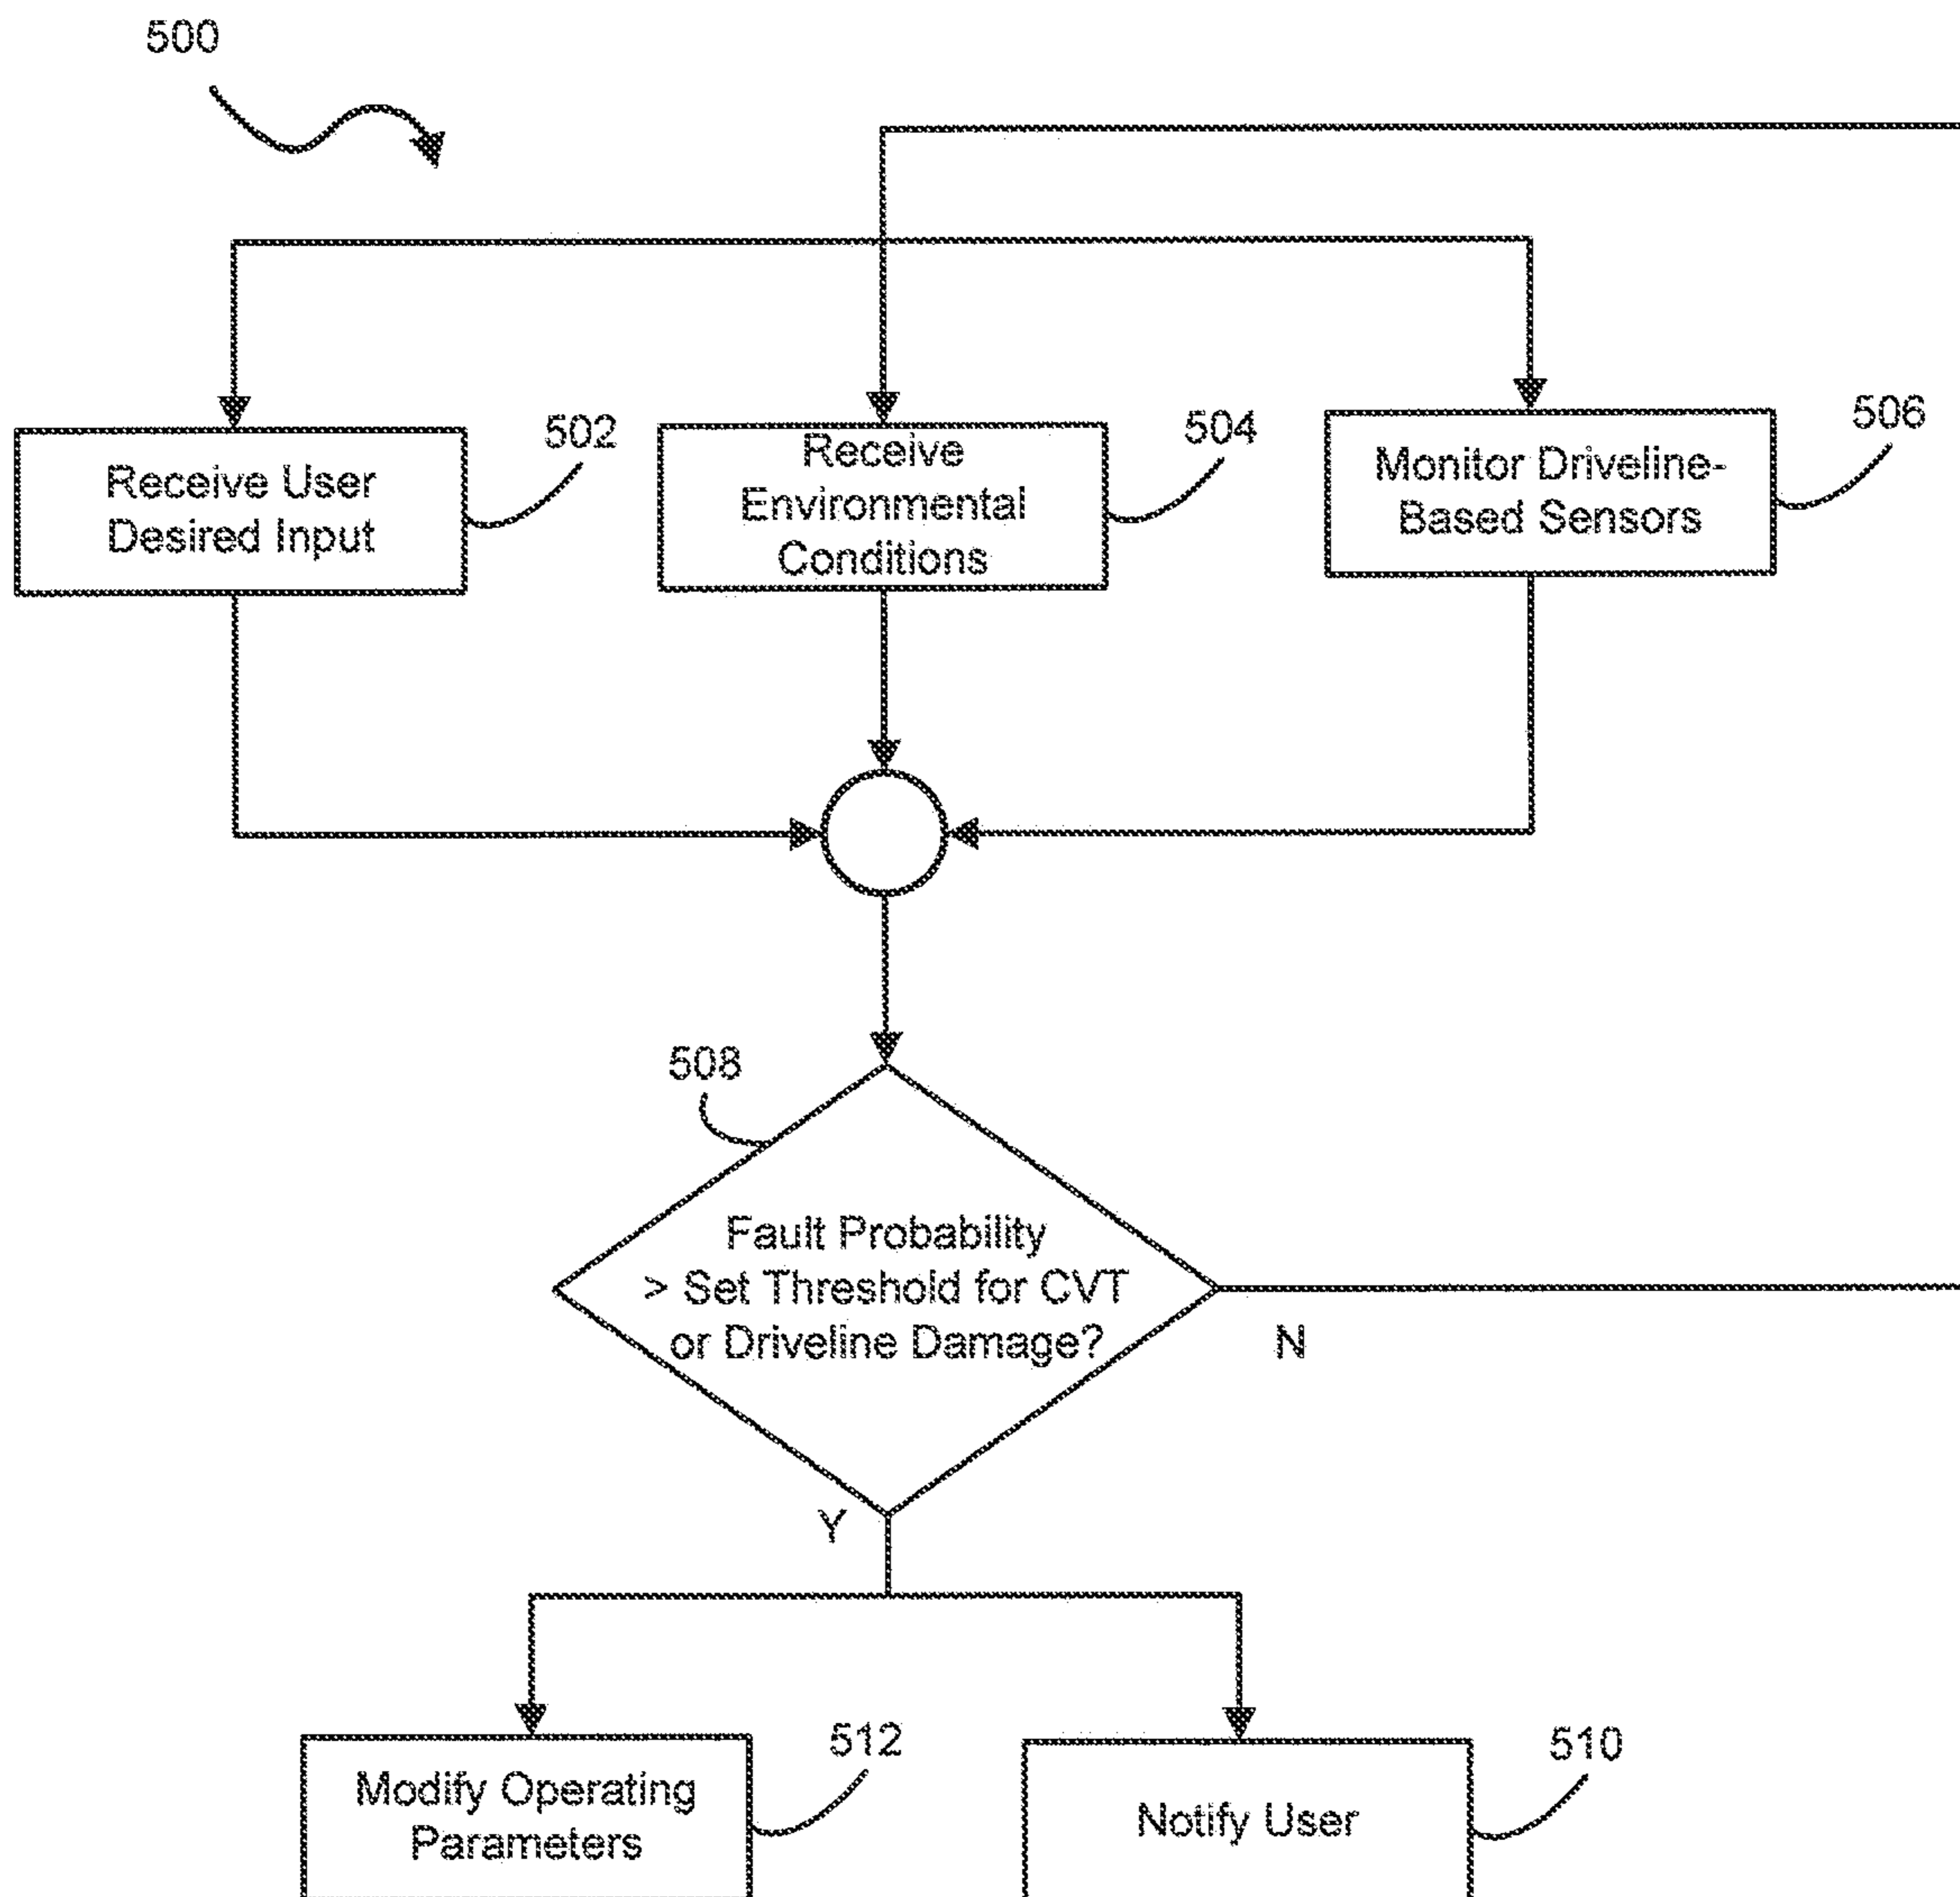 500
Receive User
Desired Input
502
Receive
Environmental
Conditions
504
Monitor Driveline-
Based Sensors
506
508
Fault Probability
> Set Threshold for CVT
or Driveline Damage?
N
Y
Modify Operating
Parameters
512
Notify User
510